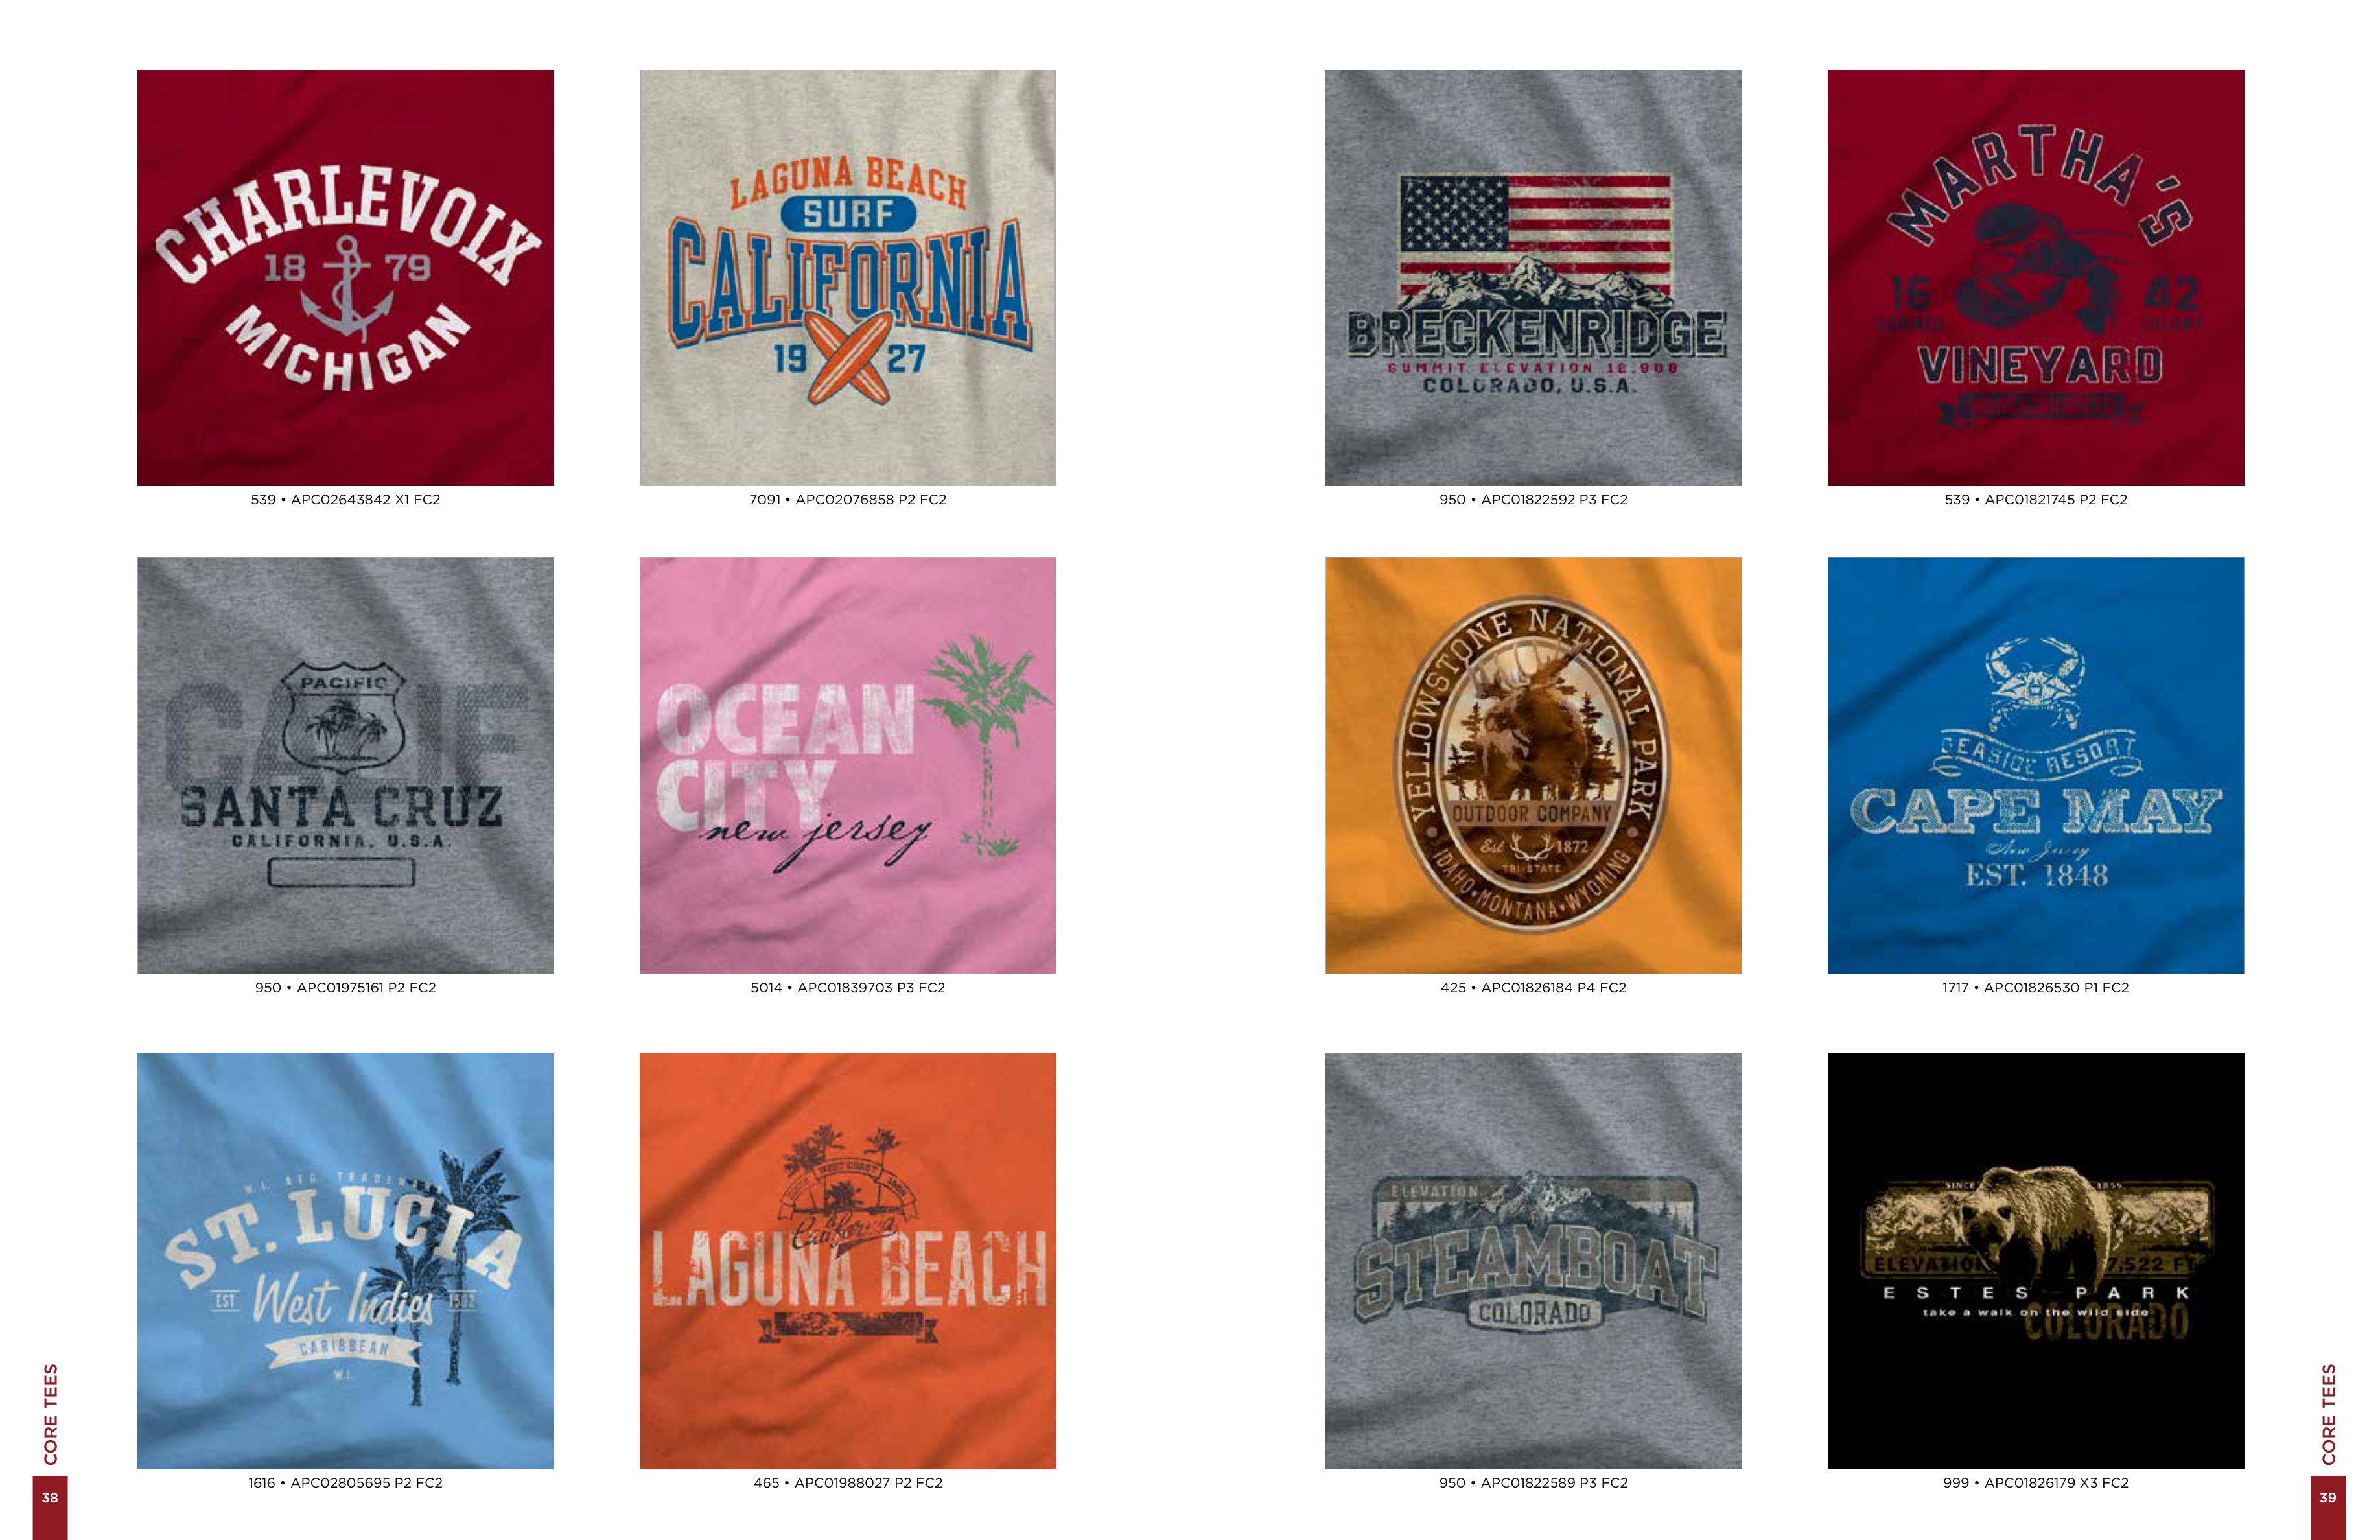 CHARLEVOIX
18 79
MICHIGAN
539 • APC02643842 X1 FC2
LAGUNA BEACH
SURF
CALIFORNIA
19 27
7091 • APC02076858 P2 FC2
CALIF
PACIFIC
SANTA CRUZ
CALIFORNIA, U.S.A.
950 • APC01975161 P2 FC2
OCEAN
CITY
new jersey
5014 • APC01839703 P3 FC2
ST. LUCIA
EST
West Indies
1502
CARIBBEAN
W.I.
1616 • APC02805695 P2 FC2
WEST COAST
California
LAGUNA BEACH
465 • APC01988027 P2 FC2
CORE TEES
38
BRECKENRIDGE
SUMMIT ELEVATION 12,998
COLORADO, U.S.A.
950 • APC01822592 P3 FC2
MARTHA'S
16 42
VINEYARD
539 • APC01821745 P2 FC2
YELLOWSTONE NATIONAL PARK
OUTDOOR COMPANY
Est 1872
TRI-STATE
IDAHO • MONTANA • WYOMING
425 • APC01826184 P4 FC2
SEASIDE RESORT
CAPE MAY
New Jersey
EST. 1848
1717 • APC01826530 P1 FC2
ELEVATION
STEAMBOAT
COLORADO
950 • APC01822589 P3 FC2
SINCE 1859
ELEVATION 7,522 FT
ESTES PARK
take a walk on the wild side
COLORADO
999 • APC01826179 X3 FC2
CORE TEES
39